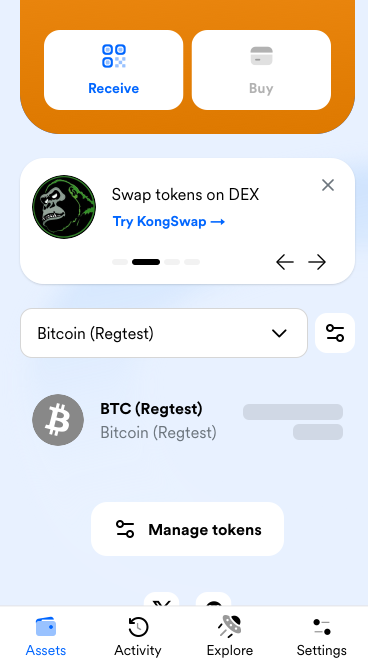 Receive
Buy
Swap tokens on DEX
Try KongSwap →
Bitcoin (Regtest)
BTC (Regtest)
Bitcoin (Regtest)
Manage tokens
Assets
Activity
Explore
Settings